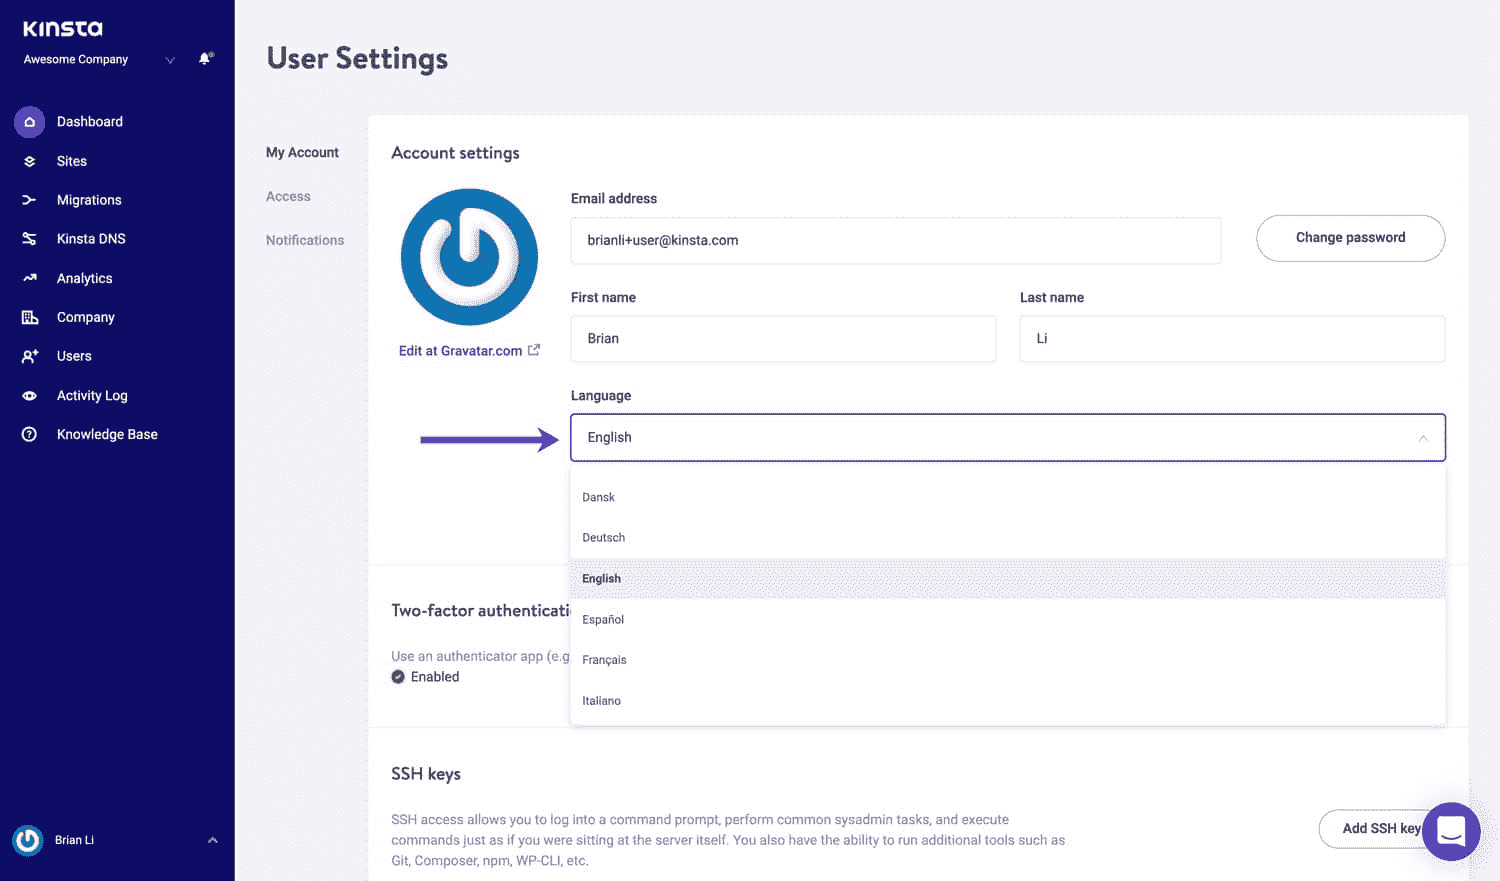 KINSTA
Awesome Company
Dashboard
Sites
Migrations
Kinsta DNS
Analytics
Company
Users
Activity Log
Knowledge Base
Brian Li
User Settings
My Account
Access
Notifications
Account settings
Edit at Gravatar.com
Email address
brianli+user@kinsta.com
Change password
First name
Last name
Brian
Li
Language
English
Dansk
Deutsch
English
Español
Français
Italiano
Two-factor authenticati
Use an authenticator app (e.g
Enabled
SSH keys
SSH access allows you to log into a command prompt, perform common sysadmin tasks, and execute
commands just as if you were sitting at the server itself. You also have the ability to run additional tools such as
Git, Composer, npm, WP-CLI, etc.
Add SSH key